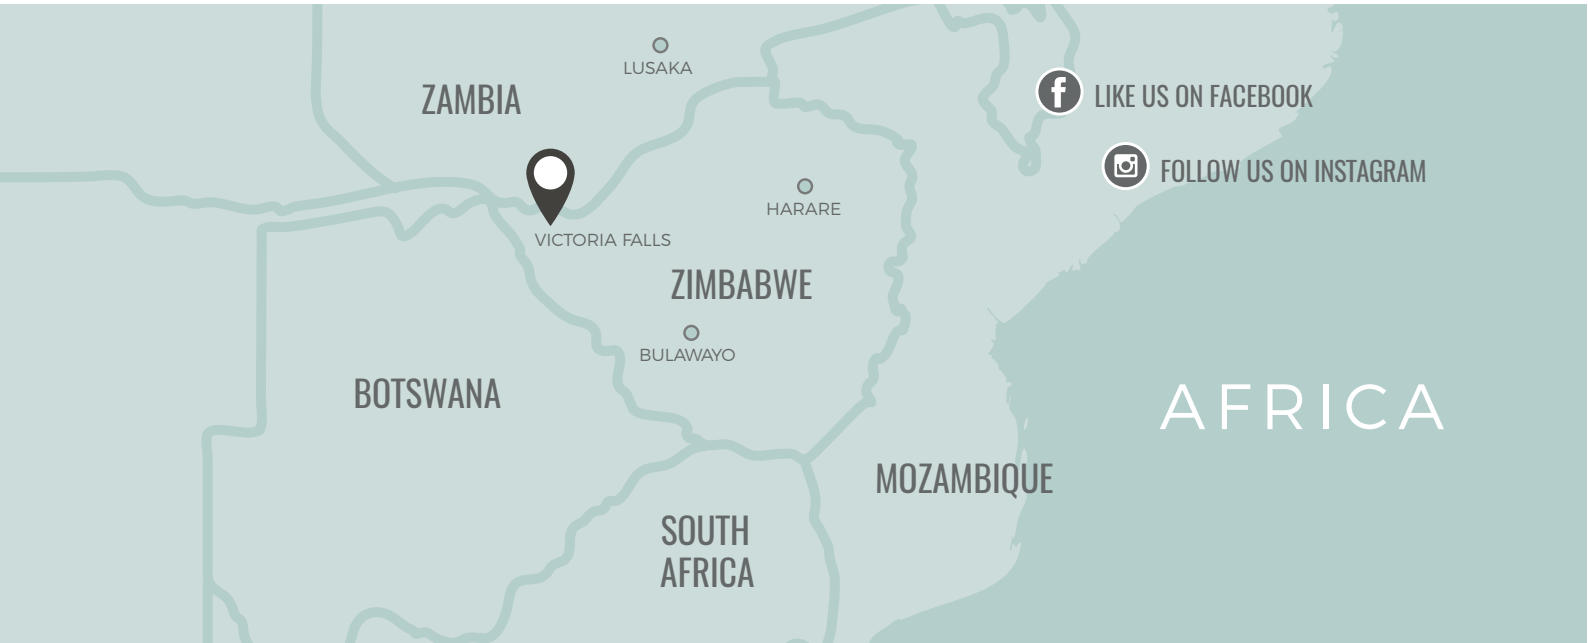 LUSAKA
ZAMBIA
LIKE US ON FACEBOOK
FOLLOW US ON INSTAGRAM
HARARE
VICTORIA FALLS
ZIMBABWE
BULAWAYO
BOTSWANA
AFRICA
MOZAMBIQUE
SOUTH
AFRICA